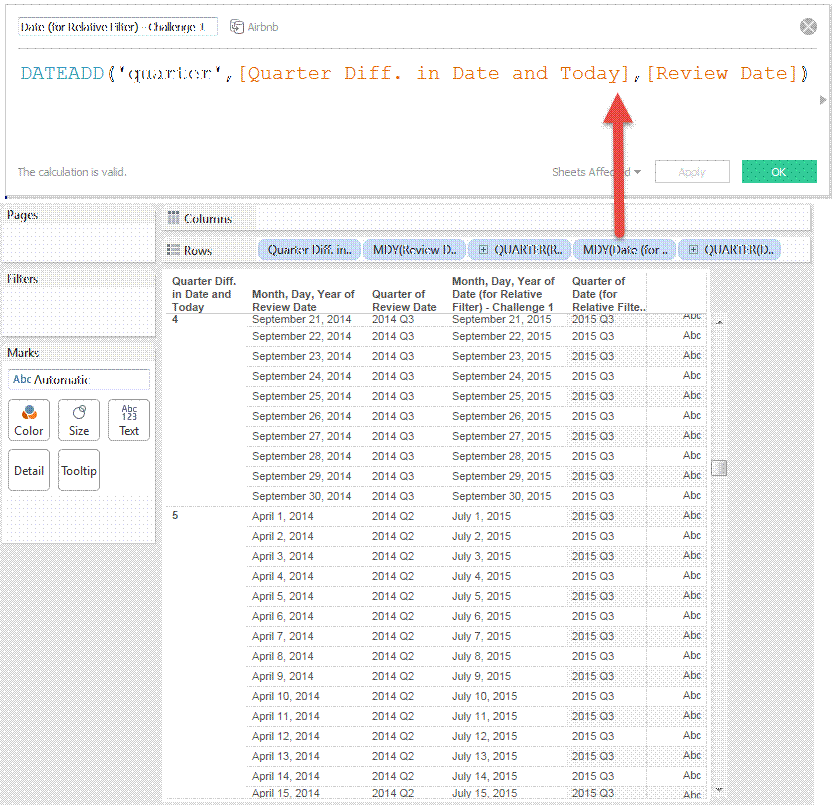 Date (for Relative Filter) - Challenge 1 Airbnb
DATEADD('quarter',[Quarter Diff. in Date and Today],[Review Date])
The calculation is valid. Sheets Affected Apply OK
Pages
Columns
Rows Quarter Diff. in.. MDY(Review D.. QUARTER(R.. MDY(Date (for .. QUARTER(D..
Filters
Marks
Abc Automatic
Color Size Abc 123 Text
Detail Tooltip
Quarter Diff. in Date and Today
Month, Day, Year of Review Date
Quarter of Review Date
Month, Day, Year of Date (for Relative Filter) - Challenge 1
Quarter of Date (for Relative Filte..
4 September 21, 2014 2014 Q3 September 21, 2015 2015 Q3 Abc
September 22, 2014 2014 Q3 September 22, 2015 2015 Q3 Abc
September 23, 2014 2014 Q3 September 23, 2015 2015 Q3 Abc
September 24, 2014 2014 Q3 September 24, 2015 2015 Q3 Abc
September 25, 2014 2014 Q3 September 25, 2015 2015 Q3 Abc
September 26, 2014 2014 Q3 September 26, 2015 2015 Q3 Abc
September 27, 2014 2014 Q3 September 27, 2015 2015 Q3 Abc
September 28, 2014 2014 Q3 September 28, 2015 2015 Q3 Abc
September 29, 2014 2014 Q3 September 29, 2015 2015 Q3 Abc
September 30, 2014 2014 Q3 September 30, 2015 2015 Q3 Abc
5 April 1, 2014 2014 Q2 July 1, 2015 2015 Q3 Abc
April 2, 2014 2014 Q2 July 2, 2015 2015 Q3 Abc
April 3, 2014 2014 Q2 July 3, 2015 2015 Q3 Abc
April 4, 2014 2014 Q2 July 4, 2015 2015 Q3 Abc
April 5, 2014 2014 Q2 July 5, 2015 2015 Q3 Abc
April 6, 2014 2014 Q2 July 6, 2015 2015 Q3 Abc
April 7, 2014 2014 Q2 July 7, 2015 2015 Q3 Abc
April 8, 2014 2014 Q2 July 8, 2015 2015 Q3 Abc
April 9, 2014 2014 Q2 July 9, 2015 2015 Q3 Abc
April 10, 2014 2014 Q2 July 10, 2015 2015 Q3 Abc
April 11, 2014 2014 Q2 July 11, 2015 2015 Q3 Abc
April 12, 2014 2014 Q2 July 12, 2015 2015 Q3 Abc
April 13, 2014 2014 Q2 July 13, 2015 2015 Q3 Abc
April 14, 2014 2014 Q2 July 14, 2015 2015 Q3 Abc
April 15, 2014 2014 Q2 July 15, 2015 2015 Q3 Abc